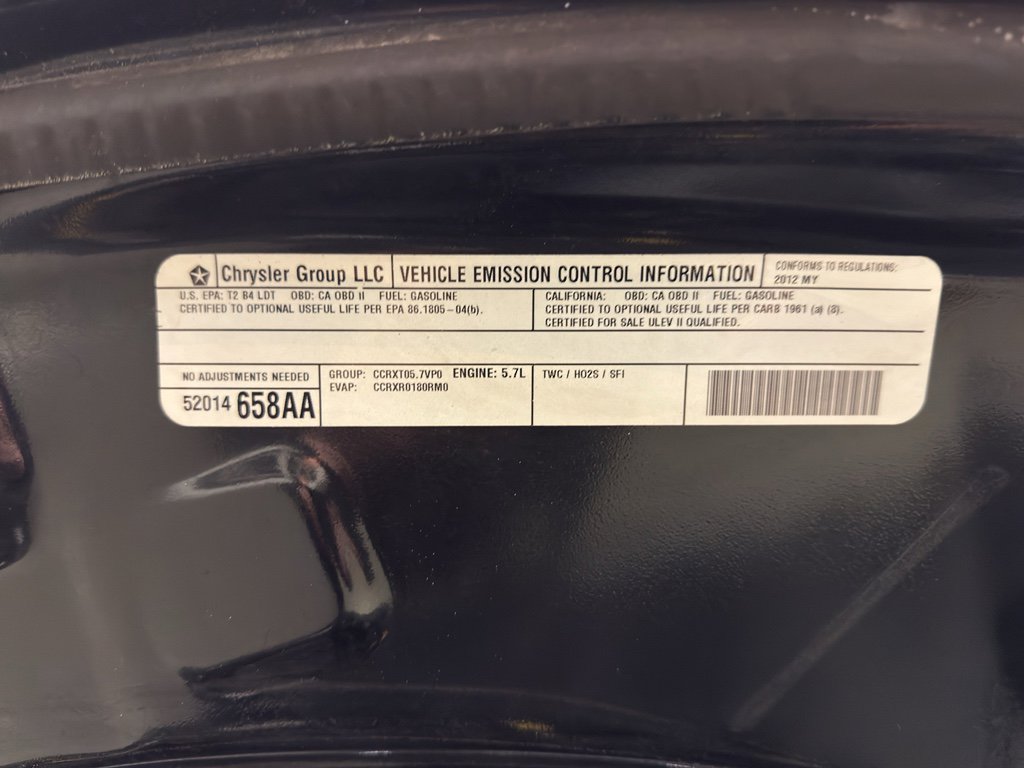 Chrysler Group LLC VEHICLE EMISSION CONTROL INFORMATION
CONFORMS TO REGULATIONS:
2012 MY
U.S. EPA: T2 B4 LDT OBD: CA OBD II FUEL: GASOLINE
CERTIFIED TO OPTIONAL USEFUL LIFE PER EPA 86.1805-04(b).
CALIFORNIA: OBD: CA OBD II FUEL: GASOLINE
CERTIFIED TO OPTIONAL USEFUL LIFE PER CARB 1961 (a) (8).
CERTIFIED FOR SALE ULEV II QUALIFIED.
NO ADJUSTMENTS NEEDED
52014 658AA
GROUP: CCRXT05.7VP0 ENGINE: 5.7L
EVAP: CCRXR0180RM0
TWC / HO2S / SFI